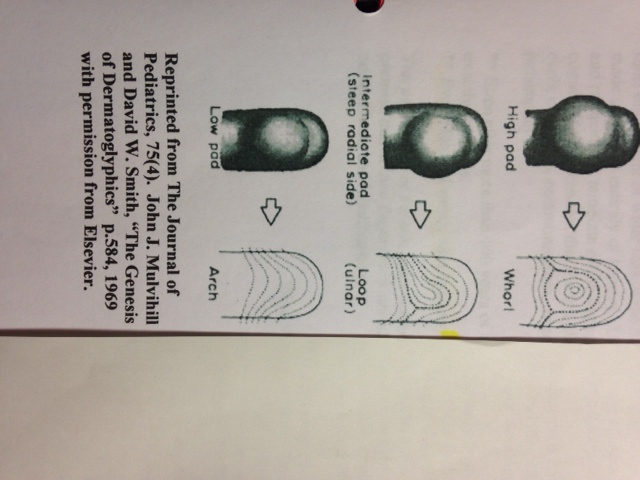 High pad
Whorl
Intermediate pad
(steep radial
side)
Loop
(ulnar)
Low pad
Arch
Reprinted from The Journal of
Pediatrics, 75(4). John J. Mulvihill
and David W. Smith, “The Genesis
of Dermatoglyphics” p.584, 1969
with permission from Elsevier.